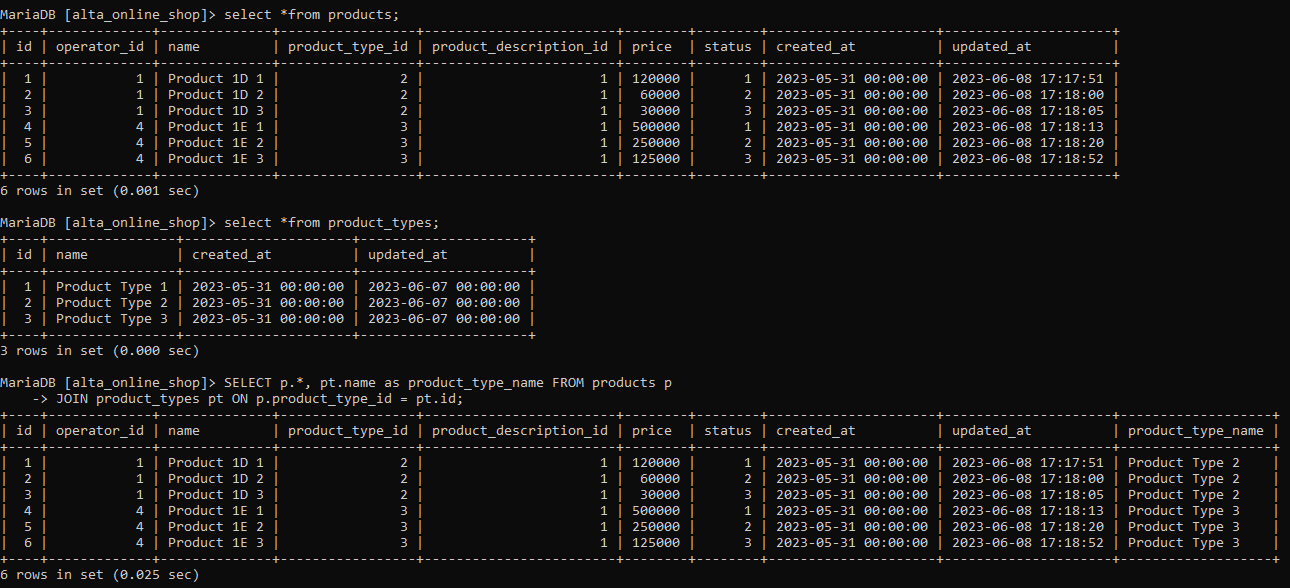 MariaDB [alta_online_shop]> select *from products;
+----+-------------+--------------+-----------------+------------------------+--------+--------+---------------------+---------------------+
| id | operator_id | name         | product_type_id | product_description_id | price  | status | created_at          | updated_at          |
+----+-------------+--------------+-----------------+------------------------+--------+--------+---------------------+---------------------+
|  1 |           1 | Product 1D 1 |               2 |                      1 | 120000 |      1 | 2023-05-31 00:00:00 | 2023-06-08 17:17:51 |
|  2 |           1 | Product 1D 2 |               2 |                      1 |  60000 |      2 | 2023-05-31 00:00:00 | 2023-06-08 17:18:00 |
|  3 |           1 | Product 1D 3 |               2 |                      1 |  30000 |      3 | 2023-05-31 00:00:00 | 2023-06-08 17:18:05 |
|  4 |           4 | Product 1E 1 |               3 |                      1 | 500000 |      1 | 2023-05-31 00:00:00 | 2023-06-08 17:18:13 |
|  5 |           4 | Product 1E 2 |               3 |                      1 | 250000 |      2 | 2023-05-31 00:00:00 | 2023-06-08 17:18:20 |
|  6 |           4 | Product 1E 3 |               3 |                      1 | 125000 |      3 | 2023-05-31 00:00:00 | 2023-06-08 17:18:52 |
+----+-------------+--------------+-----------------+------------------------+--------+--------+---------------------+---------------------+
6 rows in set (0.001 sec)
MariaDB [alta_online_shop]> select *from product_types;
+----+----------------+---------------------+---------------------+
| id | name           | created_at          | updated_at          |
+----+----------------+---------------------+---------------------+
|  1 | Product Type 1 | 2023-05-31 00:00:00 | 2023-06-07 00:00:00 |
|  2 | Product Type 2 | 2023-05-31 00:00:00 | 2023-06-07 00:00:00 |
|  3 | Product Type 3 | 2023-05-31 00:00:00 | 2023-06-07 00:00:00 |
+----+----------------+---------------------+---------------------+
3 rows in set (0.000 sec)
MariaDB [alta_online_shop]> SELECT p.*, pt.name as product_type_name FROM products p
    -> JOIN product_types pt ON p.product_type_id = pt.id;
+----+-------------+--------------+-----------------+------------------------+--------+--------+---------------------+---------------------+-------------------+
| id | operator_id | name         | product_type_id | product_description_id | price  | status | created_at          | updated_at          | product_type_name |
+----+-------------+--------------+-----------------+------------------------+--------+--------+---------------------+---------------------+-------------------+
|  1 |           1 | Product 1D 1 |               2 |                      1 | 120000 |      1 | 2023-05-31 00:00:00 | 2023-06-08 17:17:51 | Product Type 2    |
|  2 |           1 | Product 1D 2 |               2 |                      1 |  60000 |      2 | 2023-05-31 00:00:00 | 2023-06-08 17:18:00 | Product Type 2    |
|  3 |           1 | Product 1D 3 |               2 |                      1 |  30000 |      3 | 2023-05-31 00:00:00 | 2023-06-08 17:18:05 | Product Type 2    |
|  4 |           4 | Product 1E 1 |               3 |                      1 | 500000 |      1 | 2023-05-31 00:00:00 | 2023-06-08 17:18:13 | Product Type 3    |
|  5 |           4 | Product 1E 2 |               3 |                      1 | 250000 |      2 | 2023-05-31 00:00:00 | 2023-06-08 17:18:20 | Product Type 3    |
|  6 |           4 | Product 1E 3 |               3 |                      1 | 125000 |      3 | 2023-05-31 00:00:00 | 2023-06-08 17:18:52 | Product Type 3    |
+----+-------------+--------------+-----------------+------------------------+--------+--------+---------------------+---------------------+-------------------+
6 rows in set (0.025 sec)